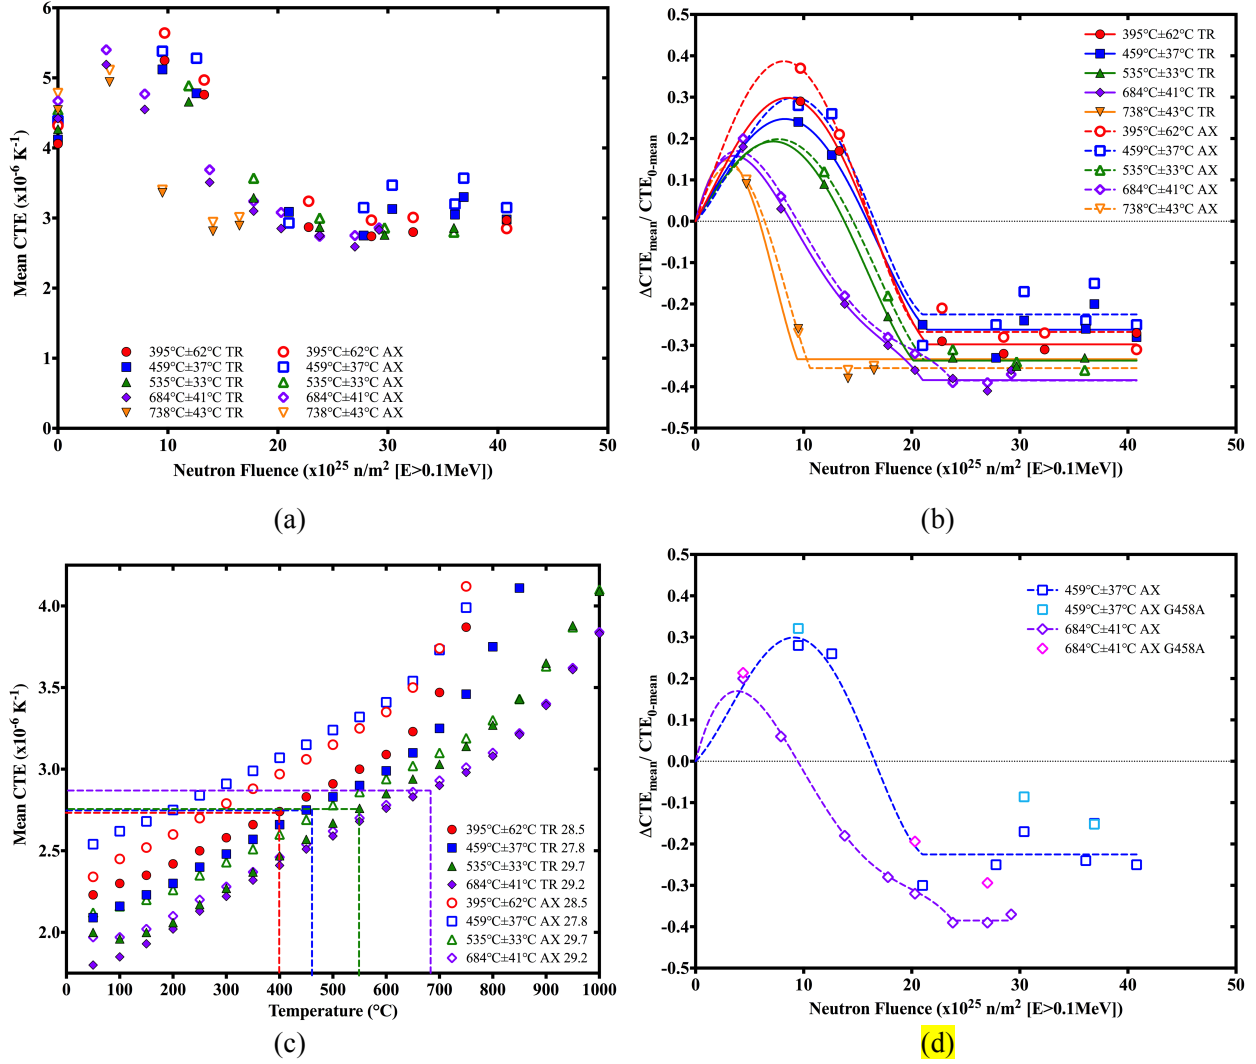 6
5
4
3
2
1
0
Mean CTE (x10⁻⁶ K⁻¹)
395°C±62°C TR
459°C±37°C TR
535°C±33°C TR
684°C±41°C TR
738°C±43°C TR
395°C±62°C AX
459°C±37°C AX
535°C±33°C AX
684°C±41°C AX
738°C±43°C AX
0 10 20 30 40 50
Neutron Fluence (x10²⁵ n/m² [E>0.1MeV])
(a)
0.5
0.4
0.3
0.2
0.1
0.0
-0.1
-0.2
-0.3
-0.4
-0.5
ΔCTEmean/ CTE0-mean
395°C±62°C TR
459°C±37°C TR
535°C±33°C TR
684°C±41°C TR
738°C±43°C TR
395°C±62°C AX
459°C±37°C AX
535°C±33°C AX
684°C±41°C AX
738°C±43°C AX
0 10 20 30 40 50
Neutron Fluence (x10²⁵ n/m² [E>0.1MeV])
(b)
4.0
3.5
3.0
2.5
2.0
Mean CTE (x10⁻⁶ K⁻¹)
395°C±62°C TR 28.5
459°C±37°C TR 27.8
535°C±33°C TR 29.7
684°C±41°C TR 29.2
395°C±62°C AX 28.5
459°C±37°C AX 27.8
535°C±33°C AX 29.7
684°C±41°C AX 29.2
0 100 200 300 400 500 600 700 800 900 1000
Temperature (°C)
(c)
0.5
0.4
0.3
0.2
0.1
0.0
-0.1
-0.2
-0.3
-0.4
-0.5
ΔCTEmean/ CTE0-mean
459°C±37°C AX
459°C±37°C AX G458A
684°C±41°C AX
684°C±41°C AX G458A
0 10 20 30 40 50
Neutron Fluence (x10²⁵ n/m² [E>0.1MeV])
(d)